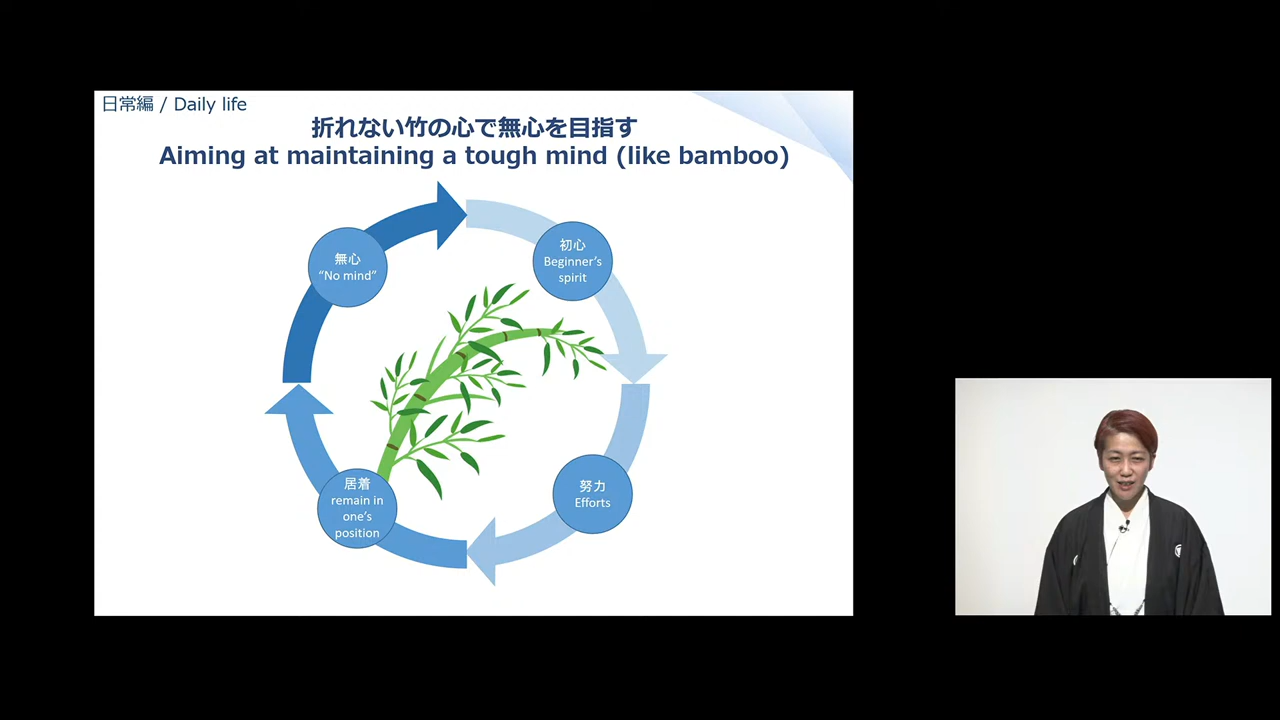 日常編 / Daily life
折れない竹の心で無心を目指す
Aiming at maintaining a tough mind (like bamboo)
無心
“No mind”
初心
Beginner’s
spirit
居着
remain in
one’s
position
努力
Efforts